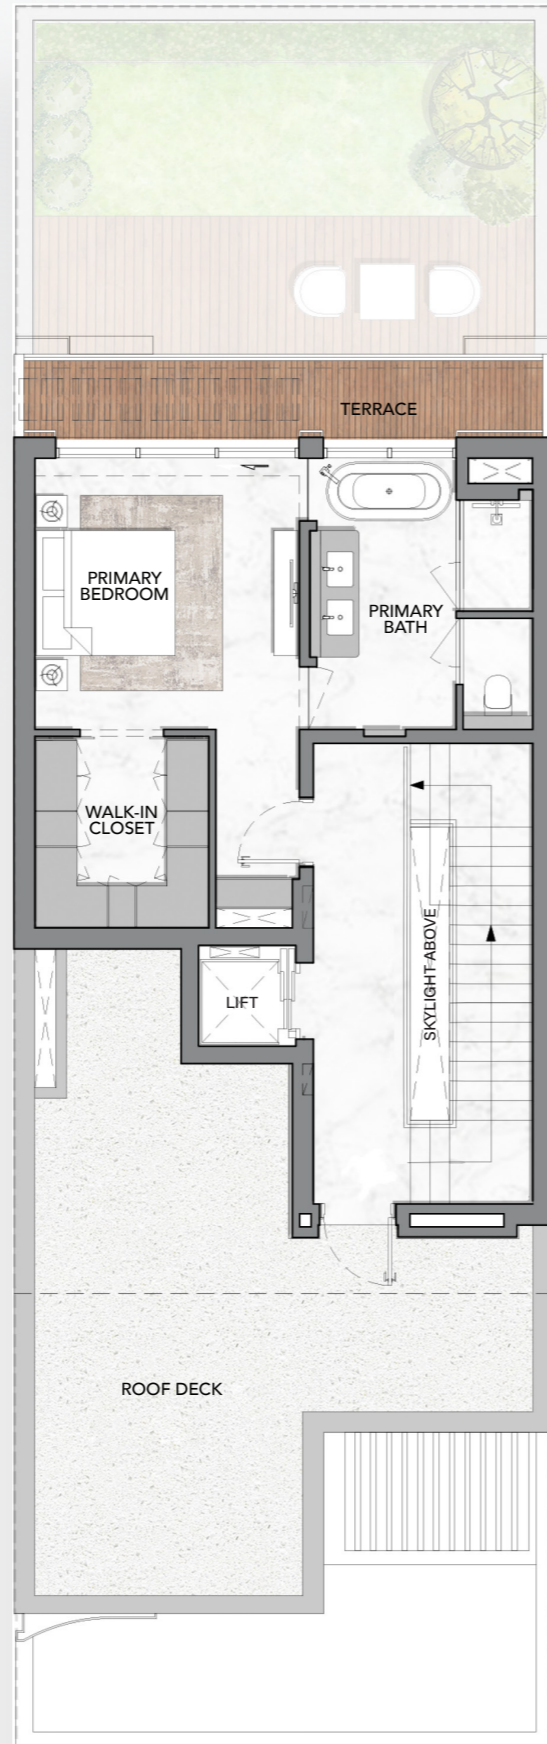 TERRACE
PRIMARY
BEDROOM
PRIMARY
BATH
WALK-IN
CLOSET
SKYLIGHT ABOVE
LIFT
ROOF DECK